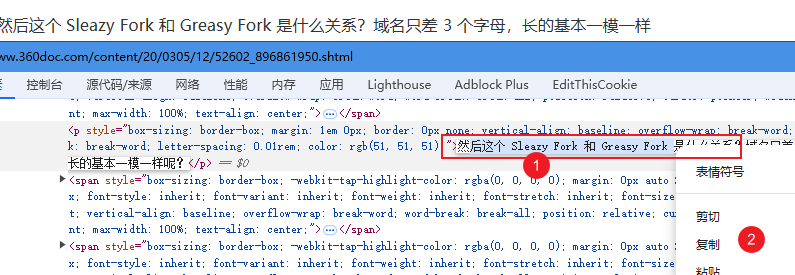 然后这个 Sleazy Fork 和 Greasy Fork 是什么关系？域名只差 3 个字母，长的基本一模一样
ww.360doc.com/content/20/0305/12/52602_896861950.shtml
控制台 源代码/来源 网络 性能 内存 应用 Lighthouse Adblock Plus EditThisCookie
nt; max-width: 100%; text-align: center;"> </span>
<p style="box-sizing: border-box; margin: 1em 0px; border: 0px none; vertical-align: baseline; overflow-wrap: break-word;
k: break-word; letter-spacing: 0.01rem; color: rgb(51, 51, 51) ">然后这个 Sleazy Fork 和 Greasy Fork 是什么关系？域名只差
长的基本一模一样呢？</p> == $0
1
表情符号
<span style="box-sizing: border-box; -webkit-tap-highlight-color: rgba(0, 0, 0, 0); margin: 0px auto
x; font-style: inherit; font-variant: inherit; font-weight: inherit; font-stretch: inherit; font-size
t; vertical-align: baseline; overflow-wrap: break-word; word-break: break-all; position: relative; cu
nt; max-width: 100%; text-align: center;"> </span>
剪切
<span style="box-sizing: border-box; -webkit-tap-highlight-color: rgba(0, 0, 0, 0); margin: 0px auto
复制 2
x; font-style: inherit; font-variant: inherit; font-weight: inherit; font-stretch: inherit; font-size
粘贴